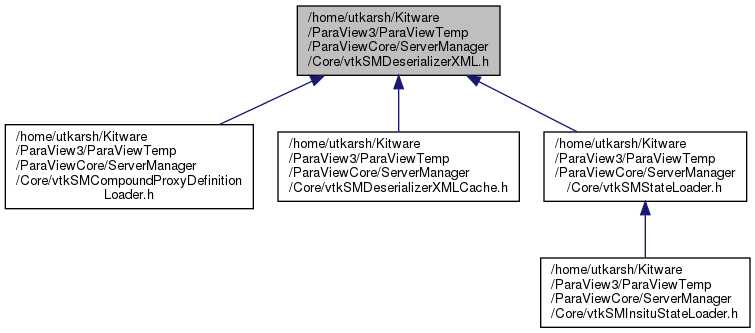 /home/utkarsh/Kitware
/ParaView3/ParaViewTemp
/ParaViewCore/ServerManager
/Core/vtkSMDeserializerXML.h
/home/utkarsh/Kitware
/ParaView3/ParaViewTemp
/ParaViewCore/ServerManager
/Core/vtkSMCompoundProxyDefinition
Loader.h
/home/utkarsh/Kitware
/ParaView3/ParaViewTemp
/ParaViewCore/ServerManager
/Core/vtkSMDeserializerXMLCache.h
/home/utkarsh/Kitware
/ParaView3/ParaViewTemp
/ParaViewCore/ServerManager
/Core/vtkSMStateLoader.h
/home/utkarsh/Kitware
/ParaView3/ParaViewTemp
/ParaViewCore/ServerManager
/Core/vtkSMInsituStateLoader.h